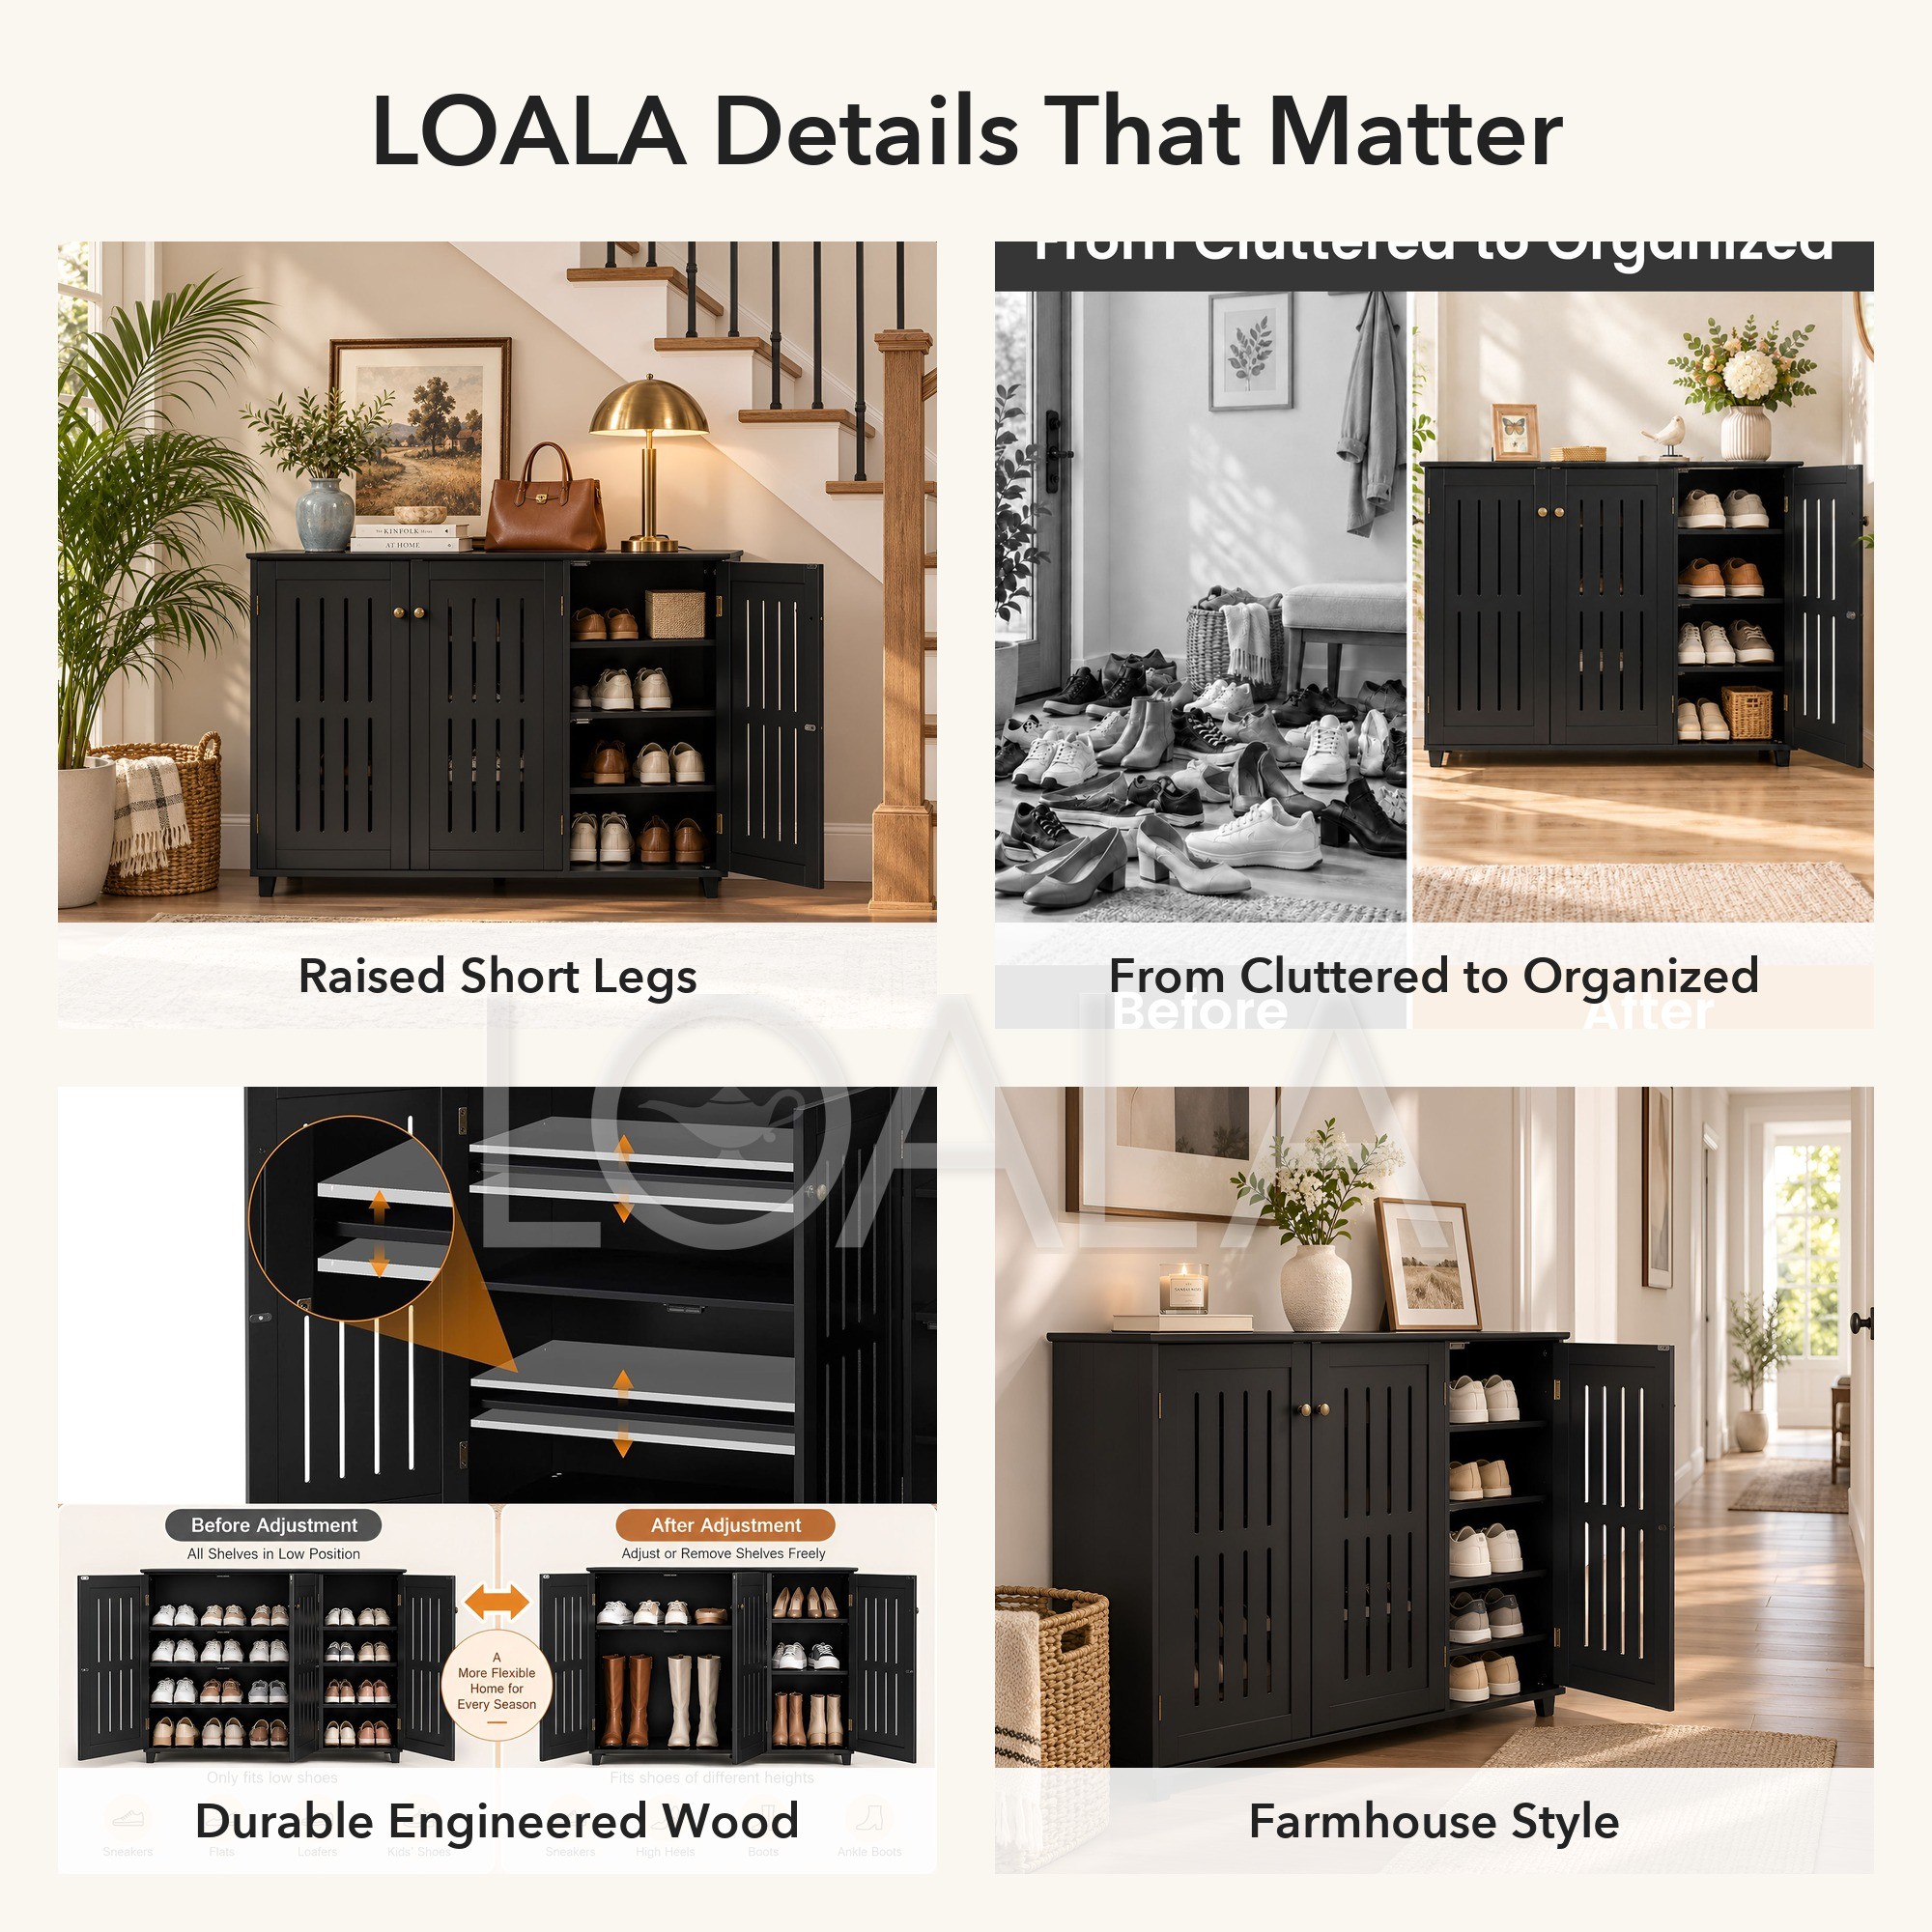 LOALA Details That Matter
KINFOLK
AT HOME
Raised Short Legs
From Cluttered to Organized
From Cluttered to Organized
Before
After
LOALA
Before Adjustment
All Shelves in Low Position
After Adjustment
Adjust or Remove Shelves Freely
A
More Flexible
Home for
Every Season
Only fits low shoes
Fits shoes of different heights
Durable Engineered Wood
Sneakers
Flats
Loafers
Kids' Shoes
Sneakers
High Heels
Boots
Ankle Boots
Farmhouse Style